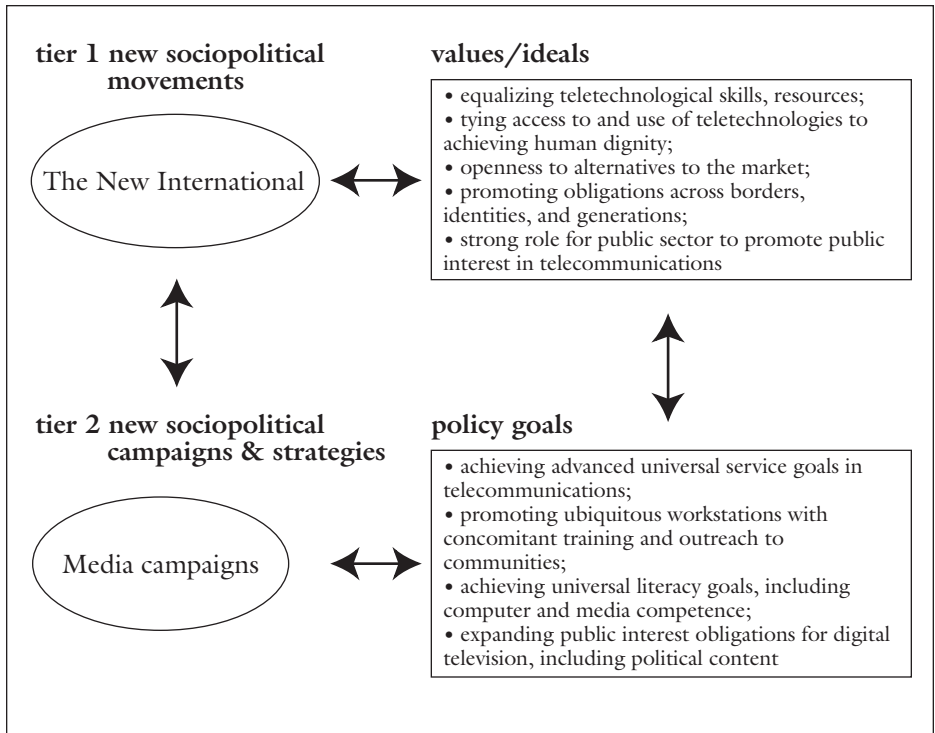 tier 1 new sociopolitical
movements
The New International
values/ideals
• equalizing teletechnological skills, resources;
• tying access to and use of teletechnologies to
achieving human dignity;
• openness to alternatives to the market;
• promoting obligations across borders,
identities, and generations;
• strong role for public sector to promote public
interest in telecommunications
tier 2 new sociopolitical
campaigns & strategies
Media campaigns
policy goals
• achieving advanced universal service goals in
telecommunications;
• promoting ubiquitous workstations with
concomitant training and outreach to
communities;
• achieving universal literacy goals, including
computer and media competence;
• expanding public interest obligations for digital
television, including political content